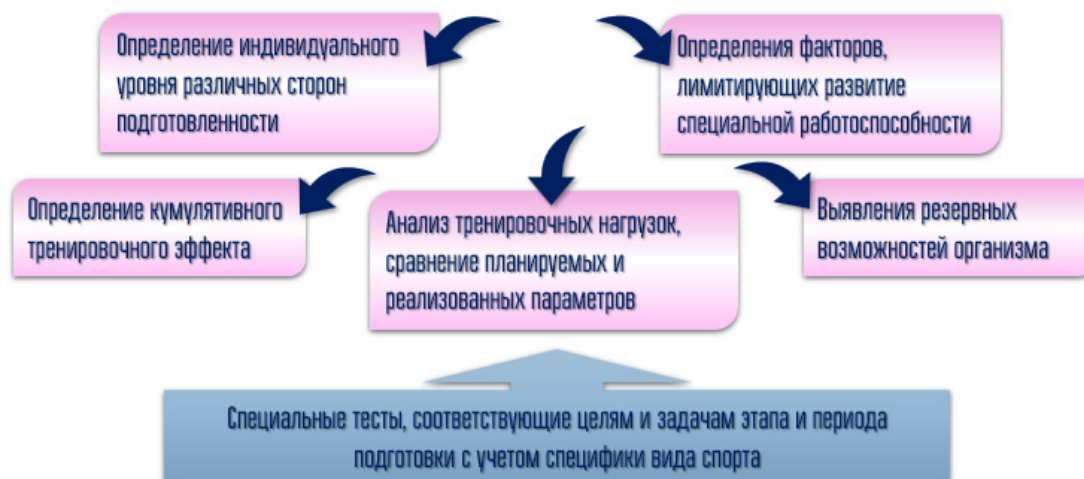 Определение индивидуального
уровня различных сторон
подготовленности
Определения факторов,
лимитирующих развитие
специальной работоспособности
Определение кумулятивного
тренировочного эффекта
Анализ тренировочных нагрузок,
сравнение планируемых и
реализованных параметров
Выявления резервных
возможностей организма
Специальные тесты, соответствующие целям и задачам этапа и периода
подготовки с учетом специфики вида спорта